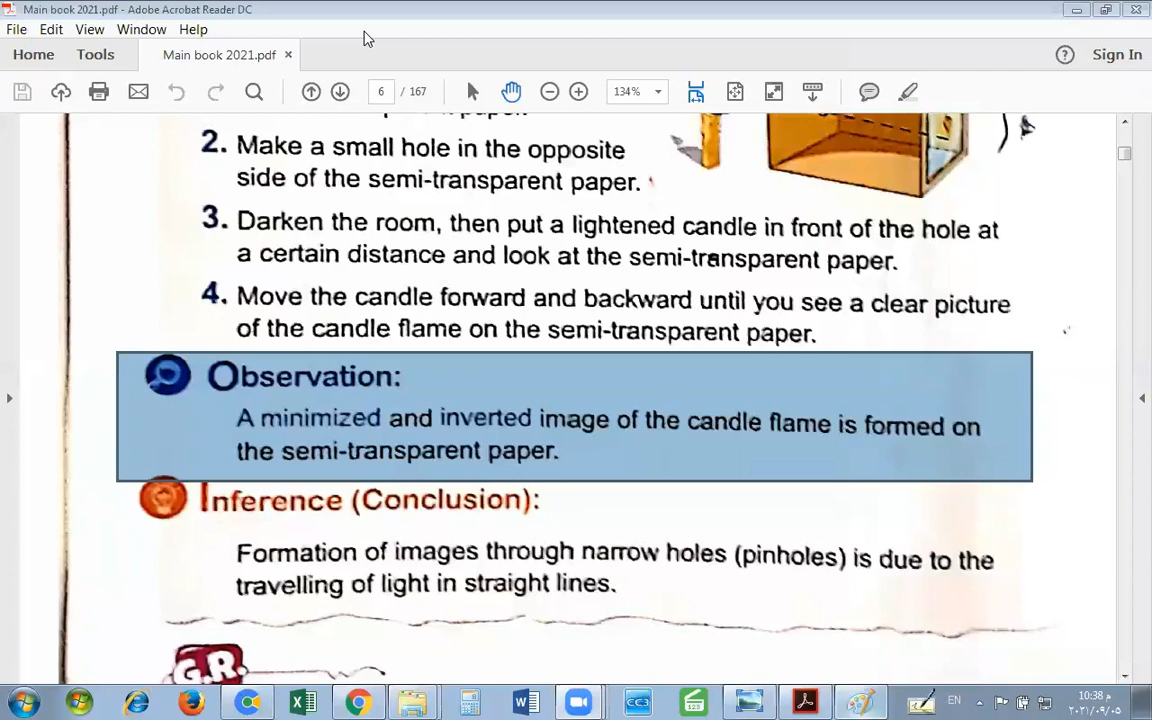 Main book 2021.pdf - Adobe Acrobat Reader DC
File Edit View Window Help
Home Tools Main book 2021.pdf × Sign In
6 / 167 134%
2. Make a small hole in the opposite
side of the semi-transparent paper.
3. Darken the room, then put a lightened candle in front of the hole at
a certain distance and look at the semi-transparent paper.
4. Move the candle forward and backward until you see a clear picture
of the candle flame on the semi-transparent paper.
Observation:
A minimized and inverted image of the candle flame is formed on
the semi-transparent paper.
Inference (Conclusion):
Formation of images through narrow holes (pinholes) is due to the
travelling of light in straight lines.
G.R.
CC3 123 EN 10:38 م
٢٠٢١/٠٩/٠٥